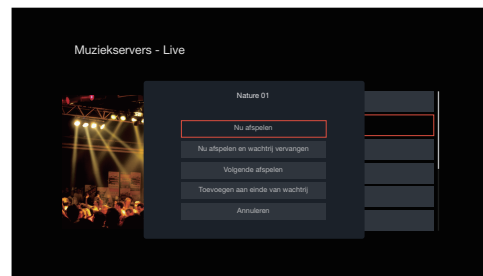 Muziekservers - Live
Nature 01
Nu afspelen
Nu afspelen en wachtrij vervangen
Volgende afspelen
Toevoegen aan einde van wachtrij
Annuleren